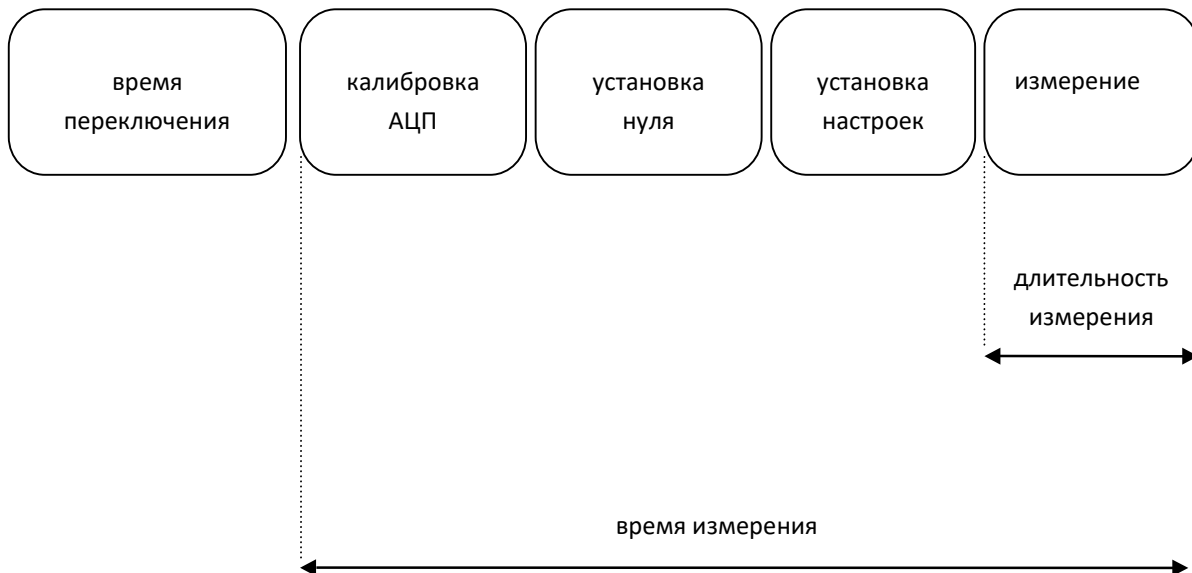 время
переключения
калибровка
АЦП
установка
нуля
установка
настроек
измерение
длительность
измерения
время измерения